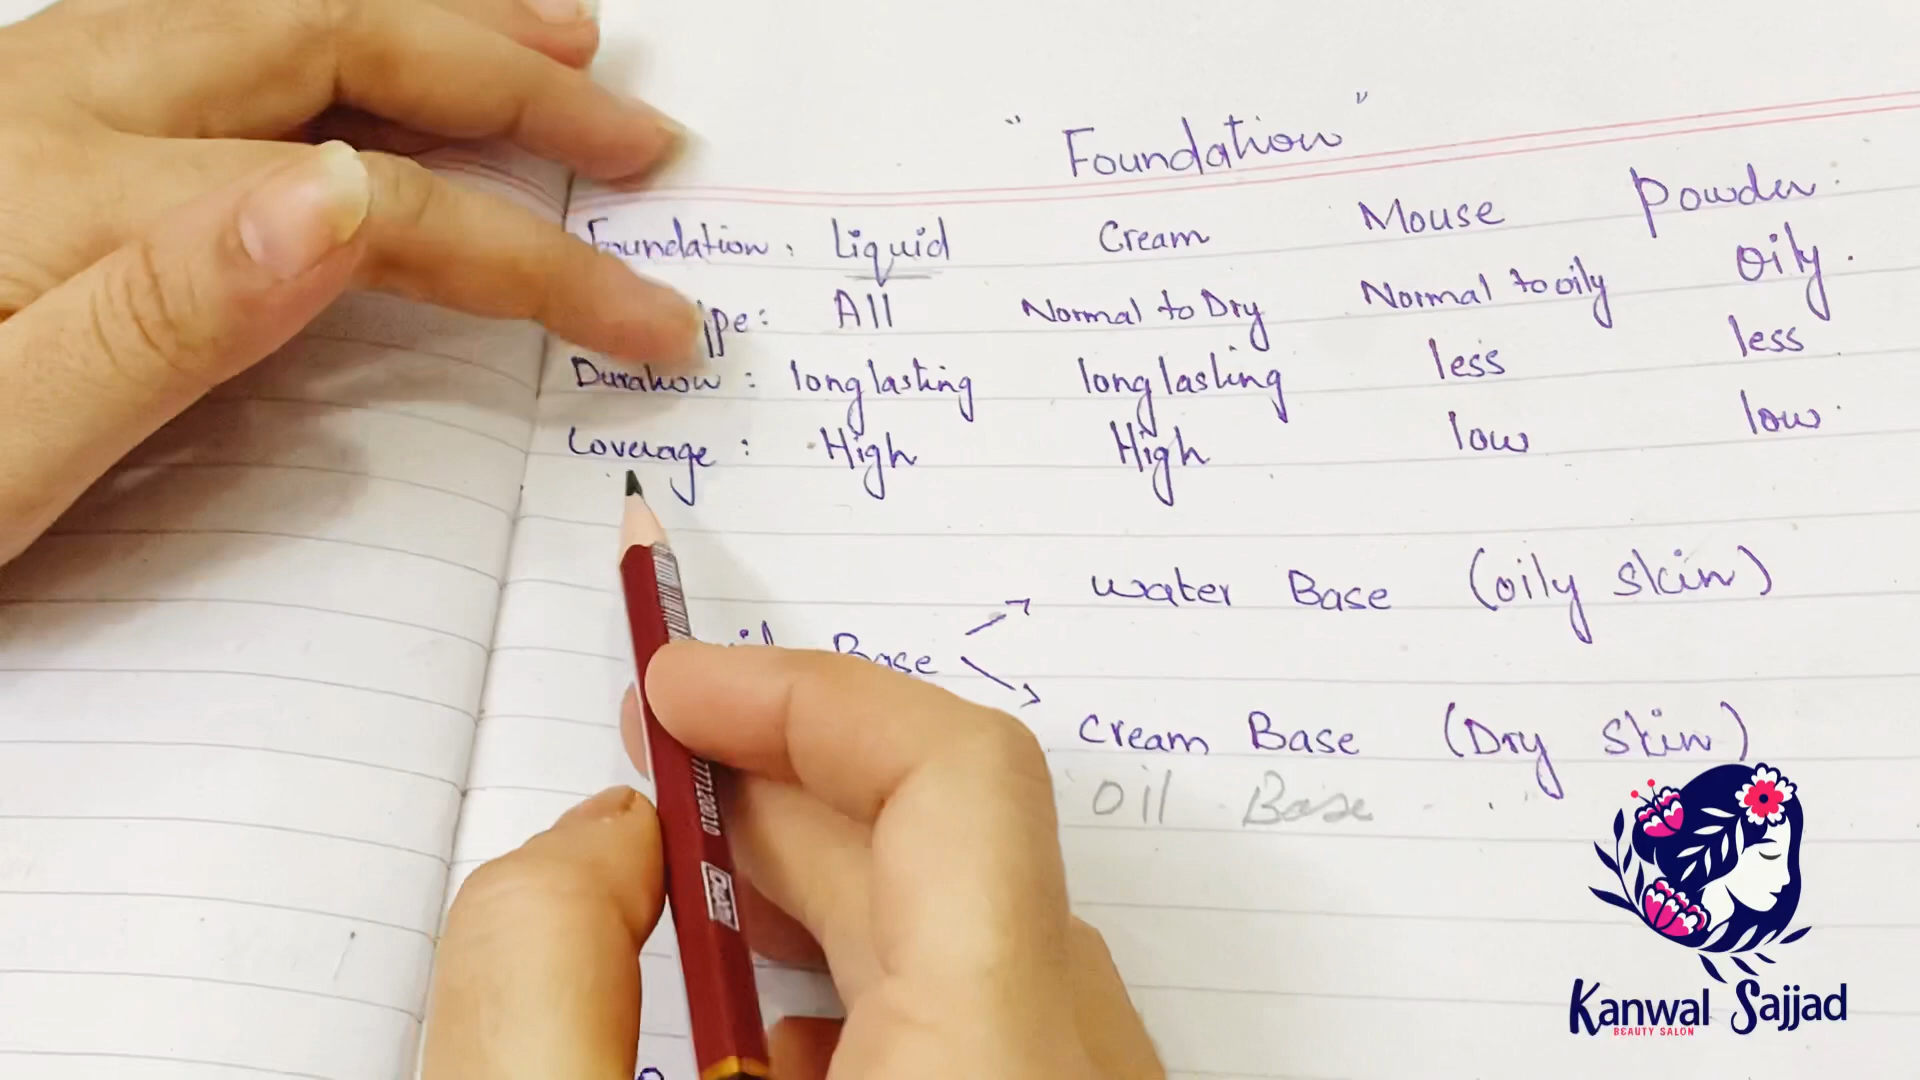 " Foundation "
Foundation : Liquid Cream Mouse Powder.
ype: All Normal to Dry Normal to oily oily.
Duration : long lasting long lasting less less
Coverage : High High low low
Water Base (oily skin)
Base
Cream Base (Dry skin)
Oil Base
Kanwal Sajjad
BEAUTY SALON